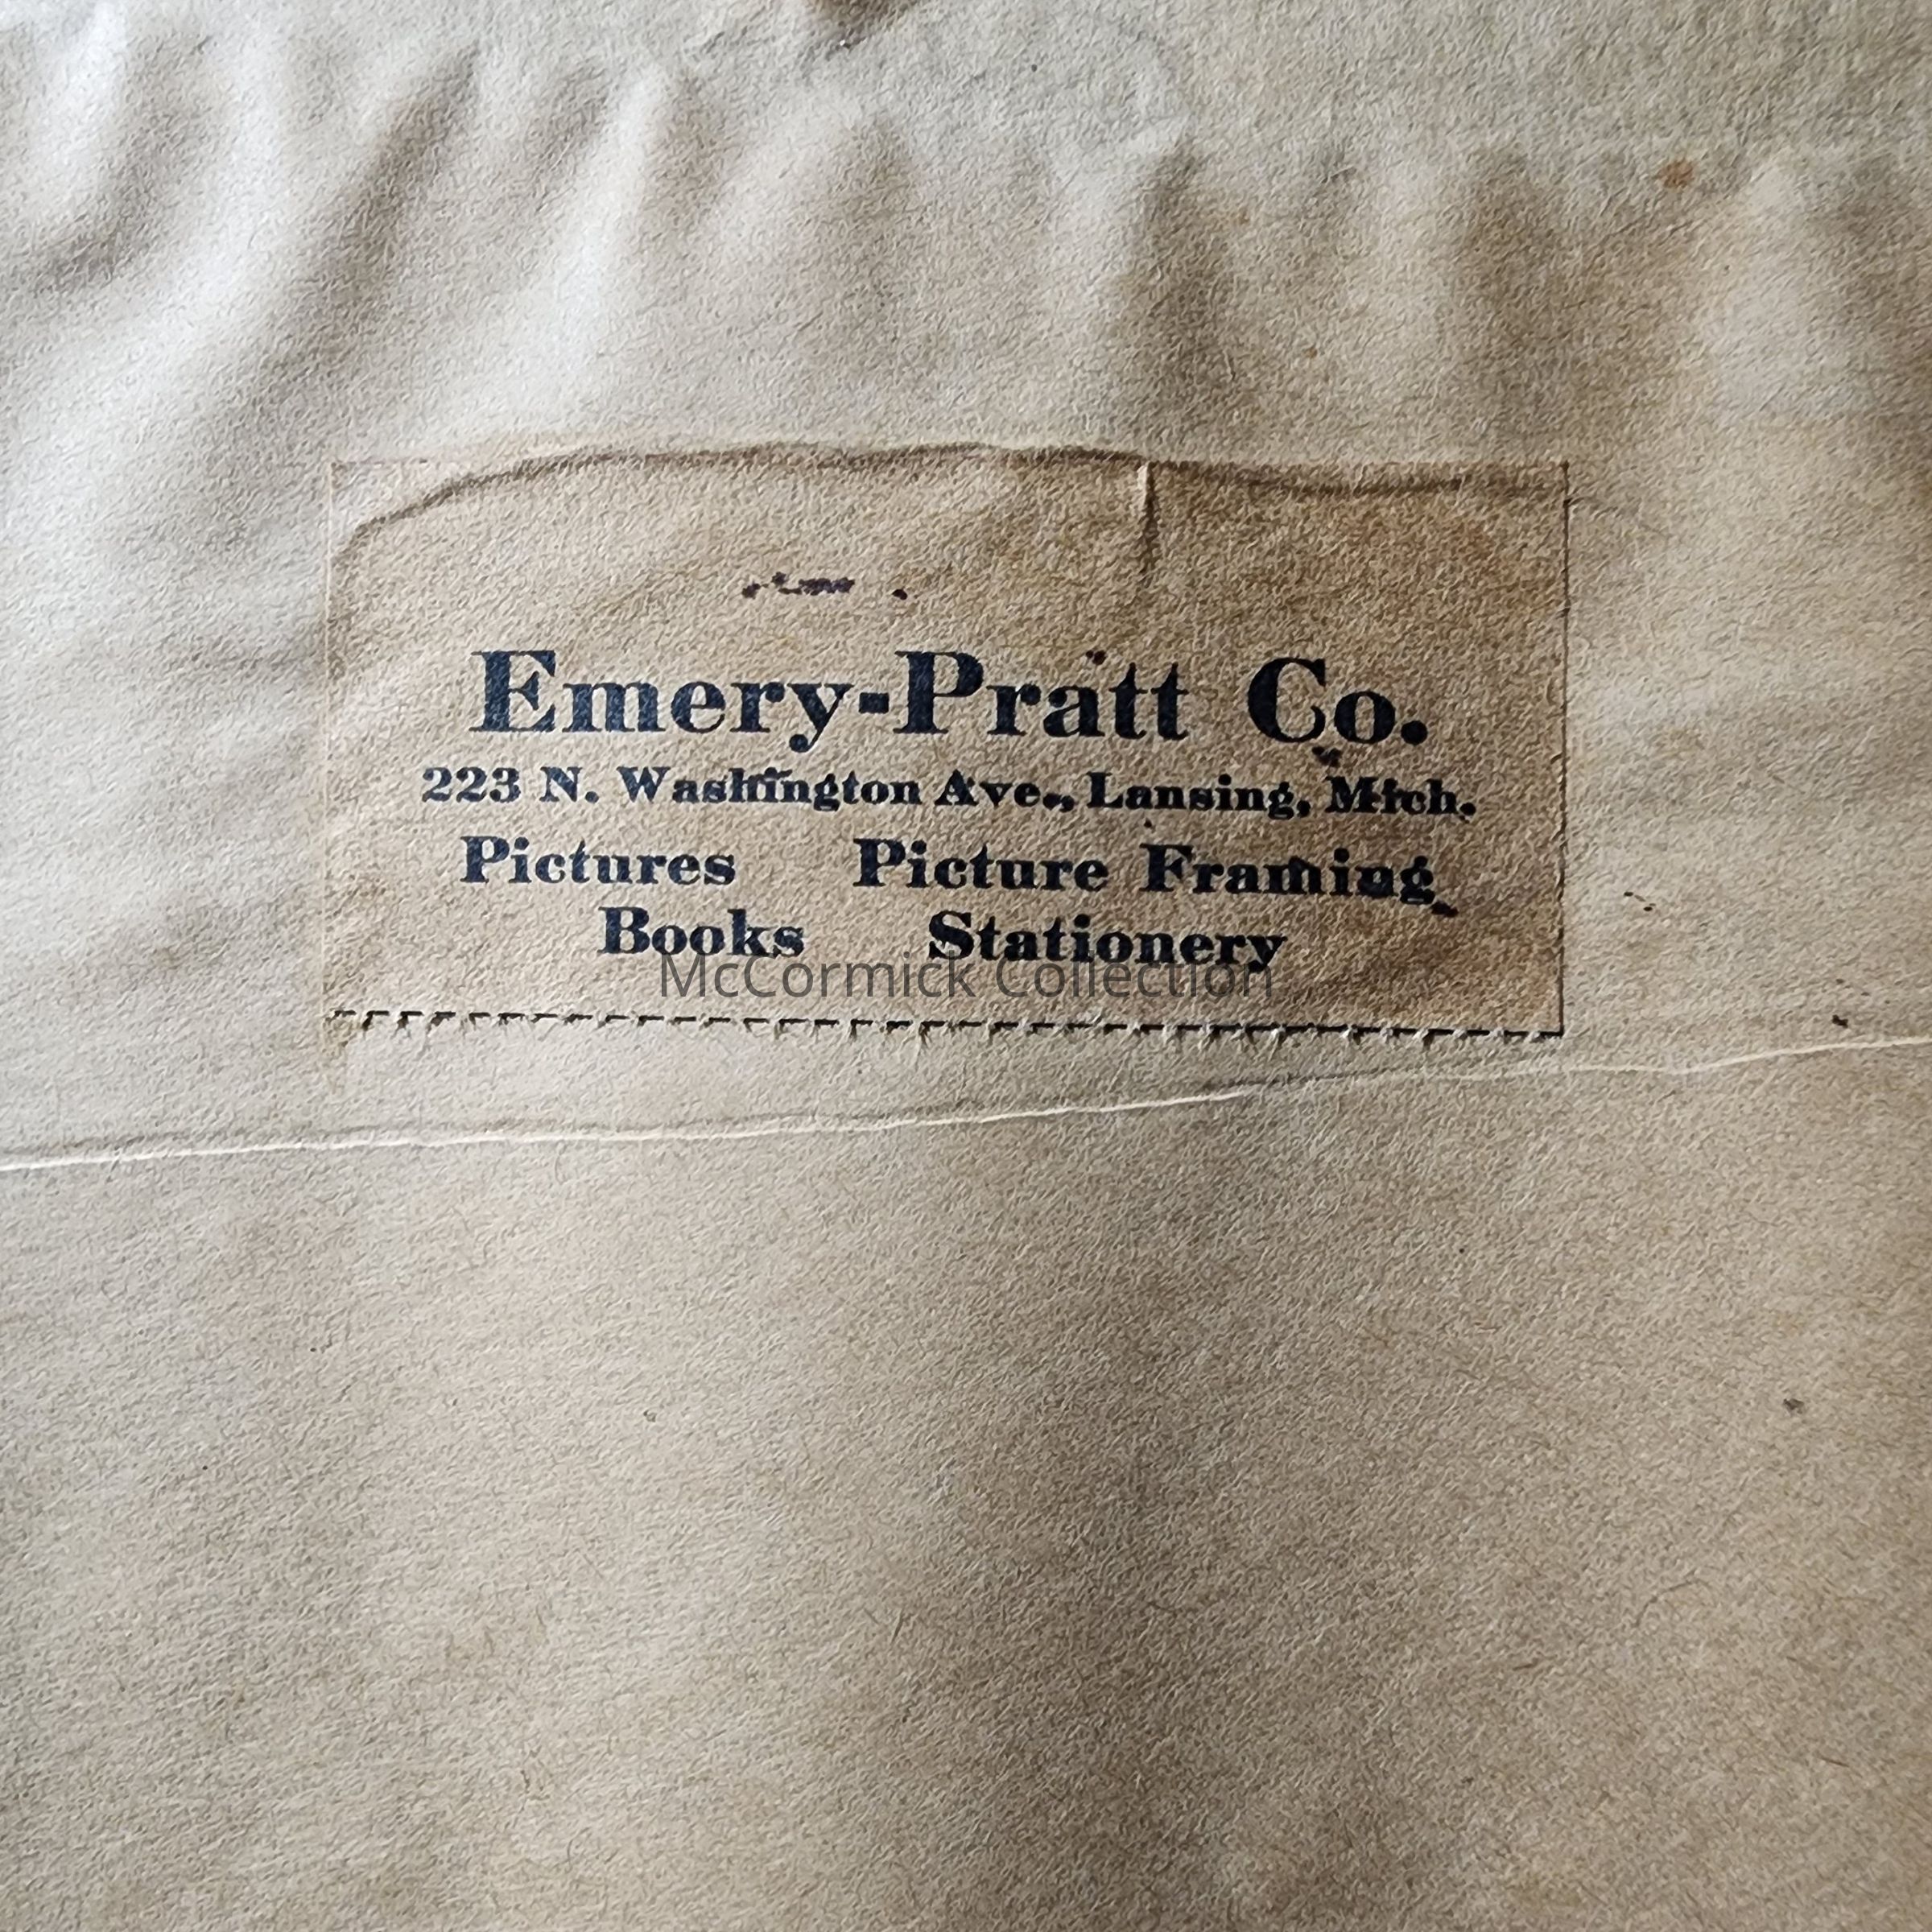 Emery-Pratt Co.
223 N. Washington Ave., Lansing, Mich.
Pictures Picture Framing
Books Stationery
McCormick Collection